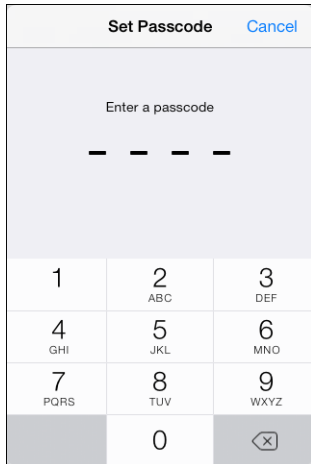 Set Passcode Cancel
Enter a passcode
1 2 3
ABC DEF
4 5 6
GHI JKL MNO
7 8 9
PQRS TUV WXYZ
0